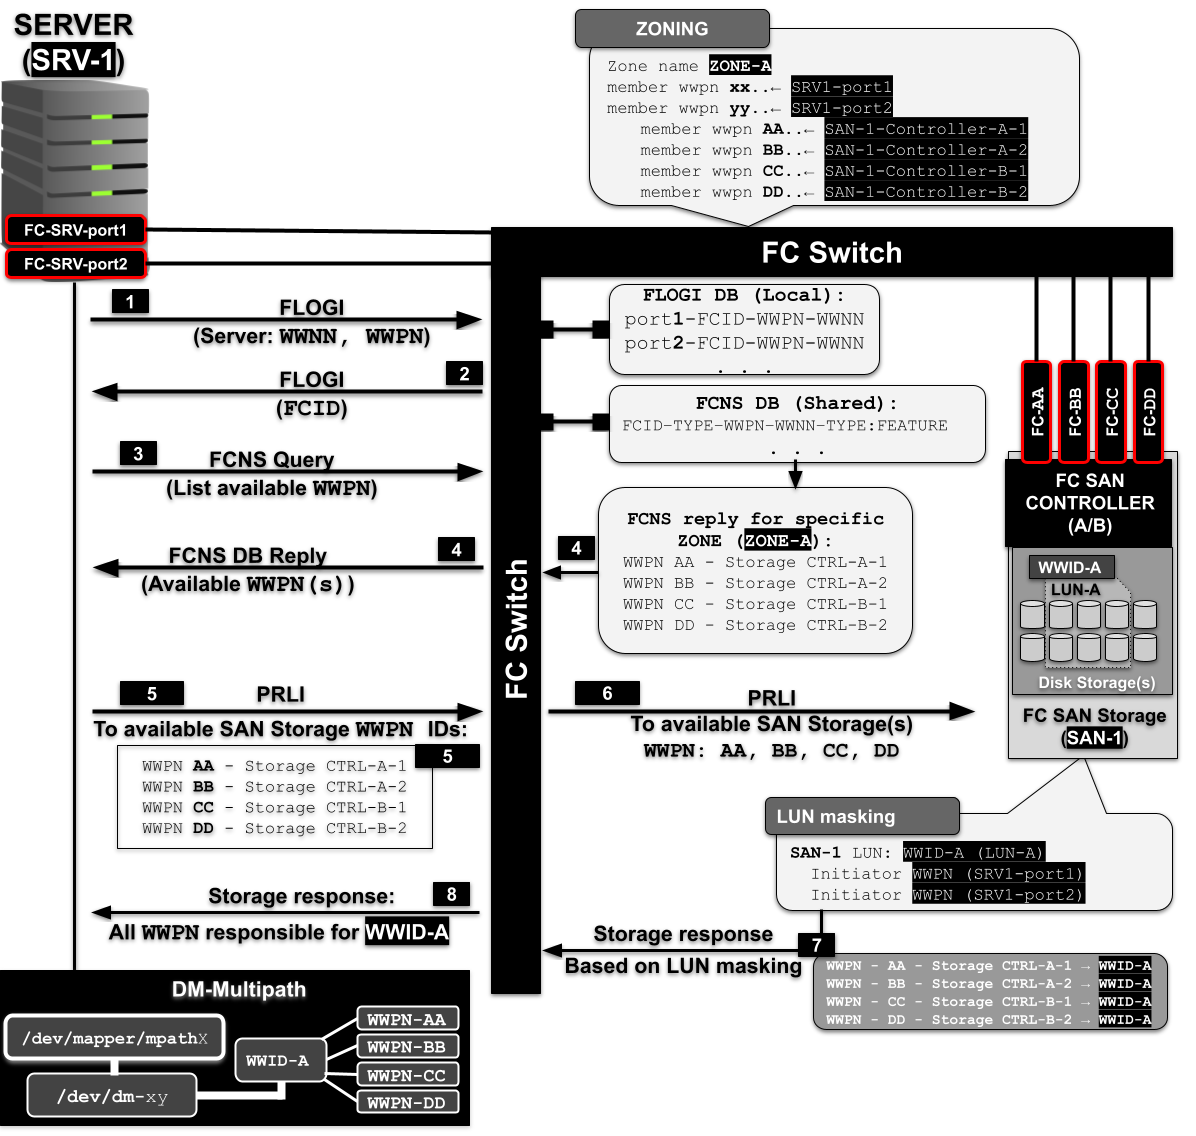 SERVER
(SRV-1)
FC-SRV-port1
FC-SRV-port2
ZONING
Zone name ZONE-A
member wwpn xx..← SRV1-port1
member wwpn yy..← SRV1-port2
member wwpn AA..← SAN-1-Controller-A-1
member wwpn BB..← SAN-1-Controller-A-2
member wwpn CC..← SAN-1-Controller-B-1
member wwpn DD..← SAN-1-Controller-B-2
FC Switch
FC Switch
1
FLOGI
(Server: WWNN, WWPN)
2
FLOGI
(FCID)
3
FCNS Query
(List available WWPN)
4
FCNS DB Reply
(Available WWPN(s))
FLOGI DB (Local):
port1-FCID-WWPN-WWNN
port2-FCID-WWPN-WWNN
. . .
FCNS DB (Shared):
FCID-TYPE-WWPN-WWNN-TYPE:FEATURE
. . .
4
FCNS reply for specific
ZONE (ZONE-A):
WWPN AA - Storage CTRL-A-1
WWPN BB - Storage CTRL-A-2
WWPN CC - Storage CTRL-B-1
WWPN DD - Storage CTRL-B-2
FC-AA
FC-BB
FC-CC
FC-DD
FC SAN
CONTROLLER
(A/B)
WWID-A
LUN-A
Disk Storage(s)
FC SAN Storage
(SAN-1)
5
PRLI
To available SAN Storage WWPN IDs:
5
WWPN AA - Storage CTRL-A-1
WWPN BB - Storage CTRL-A-2
WWPN CC - Storage CTRL-B-1
WWPN DD - Storage CTRL-B-2
6
PRLI
To available SAN Storage(s)
WWPN: AA, BB, CC, DD
LUN masking
SAN-1 LUN: WWID-A (LUN-A)
Initiator WWPN (SRV1-port1)
Initiator WWPN (SRV1-port2)
7
Storage response
Based on LUN masking
WWPN - AA - Storage CTRL-A-1 → WWID-A
WWPN - BB - Storage CTRL-A-2 → WWID-A
WWPN - CC - Storage CTRL-B-1 → WWID-A
WWPN - DD - Storage CTRL-B-2 → WWID-A
8
Storage response:
All WWPN responsible for WWID-A
DM-Multipath
/dev/mapper/mpathX
/dev/dm-xy
WWID-A
WWPN-AA
WWPN-BB
WWPN-CC
WWPN-DD